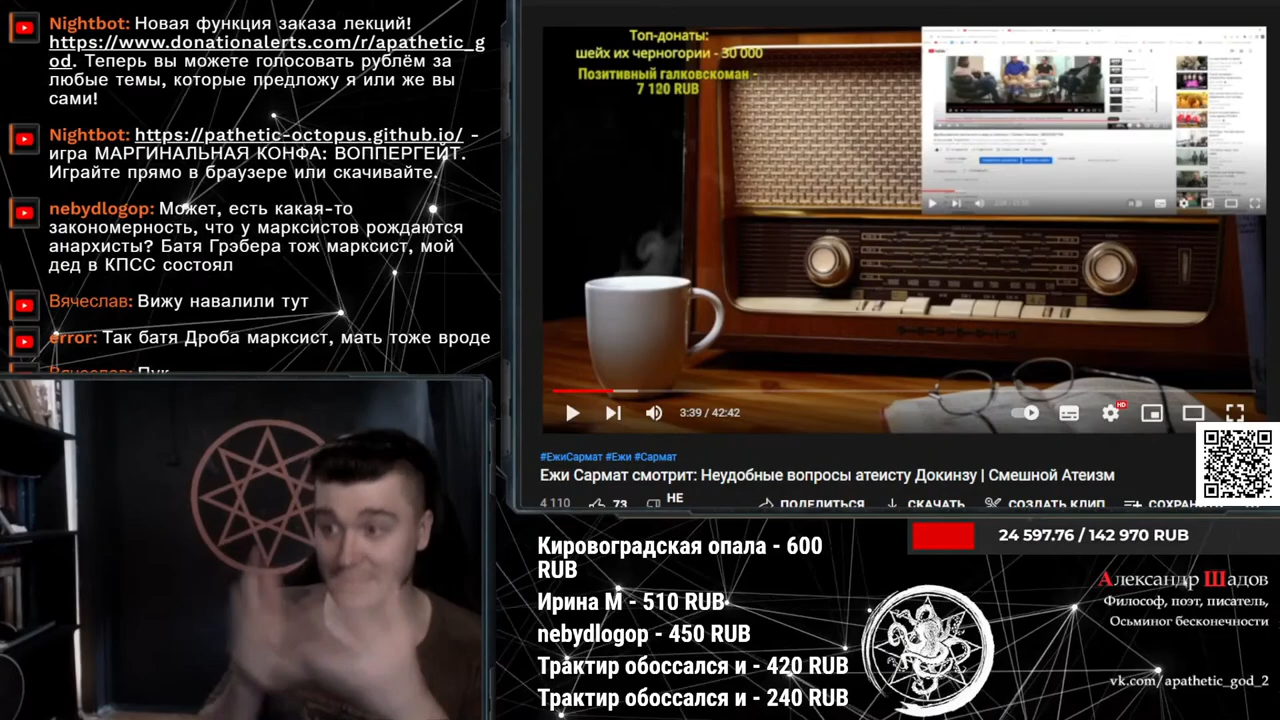 Nightbot: Новая функция заказа лекций!
https://www.donationalerts.com/r/apathetic_g
od. Теперь вы можете голосовать рублём за
любые темы, которые предложу я или же вы
сами!
Nightbot: https://pathetic-octopus.github.io/ -
игра МАРГИНАЛЬНАЯ КОНФА: ВОППЕРГЕЙТ.
Играйте прямо в браузере или скачивайте.
nebydlogop: Может, есть какая-то
закономерность, что у марксистов рождаются
анархисты? Батя Грэбера тож марксист, мой
дед в КПСС состоял
Вячеслав: Вижу навалили тут
error: Так батя Дроба марксист, мать тоже вроде
Вячеслав: Пук
Топ-донаты:
шейх их черногории - 30 000
Позитивный галковскоман -
7 120 RUB
3:39 / 42:42
HD
#ЕжиСармат #Ежи #Сармат
Ежи Сармат смотрит: Неудобные вопросы атеисту Докинзу | Смешной Атеизм
4 110
73
НЕ
ПОДЕЛИТЬСЯ
СКАЧАТЬ
СОЗДАТЬ КЛИП
24 597.76 / 142 970 RUB
Кировоградская опала - 600
RUB
Ирина М - 510 RUB
nebydlogop - 450 RUB
Трактир обоссался и - 420 RUB
Трактир обоссался и - 240 RUB
Александр Шадов
Философ, поэт, писатель,
Осьминог бесконечности
vk.com/apathetic_god_2